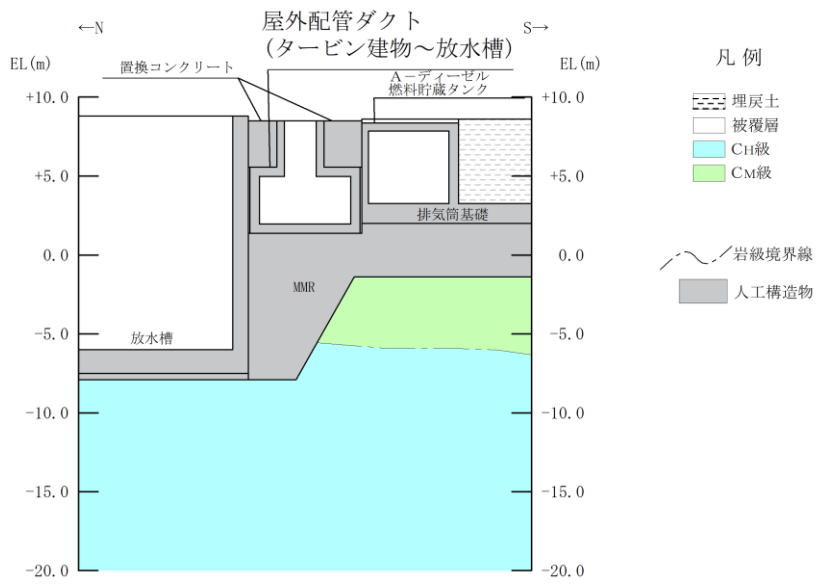 ←N
屋外配管ダクト
(タービン建物～放水槽)
S→
EL(m)
置換コンクリート
A-ディーゼル
燃料貯蔵タンク
EL(m)
凡 例
+10.0
+10.0
埋戻土
被覆層
CH級
CM級
+5.0
+5.0
排気筒基礎
0.0
0.0
岩級境界線
MMR
人工構造物
放水槽
-5.0
-5.0
-10.0
-10.0
-15.0
-15.0
-20.0
-20.0